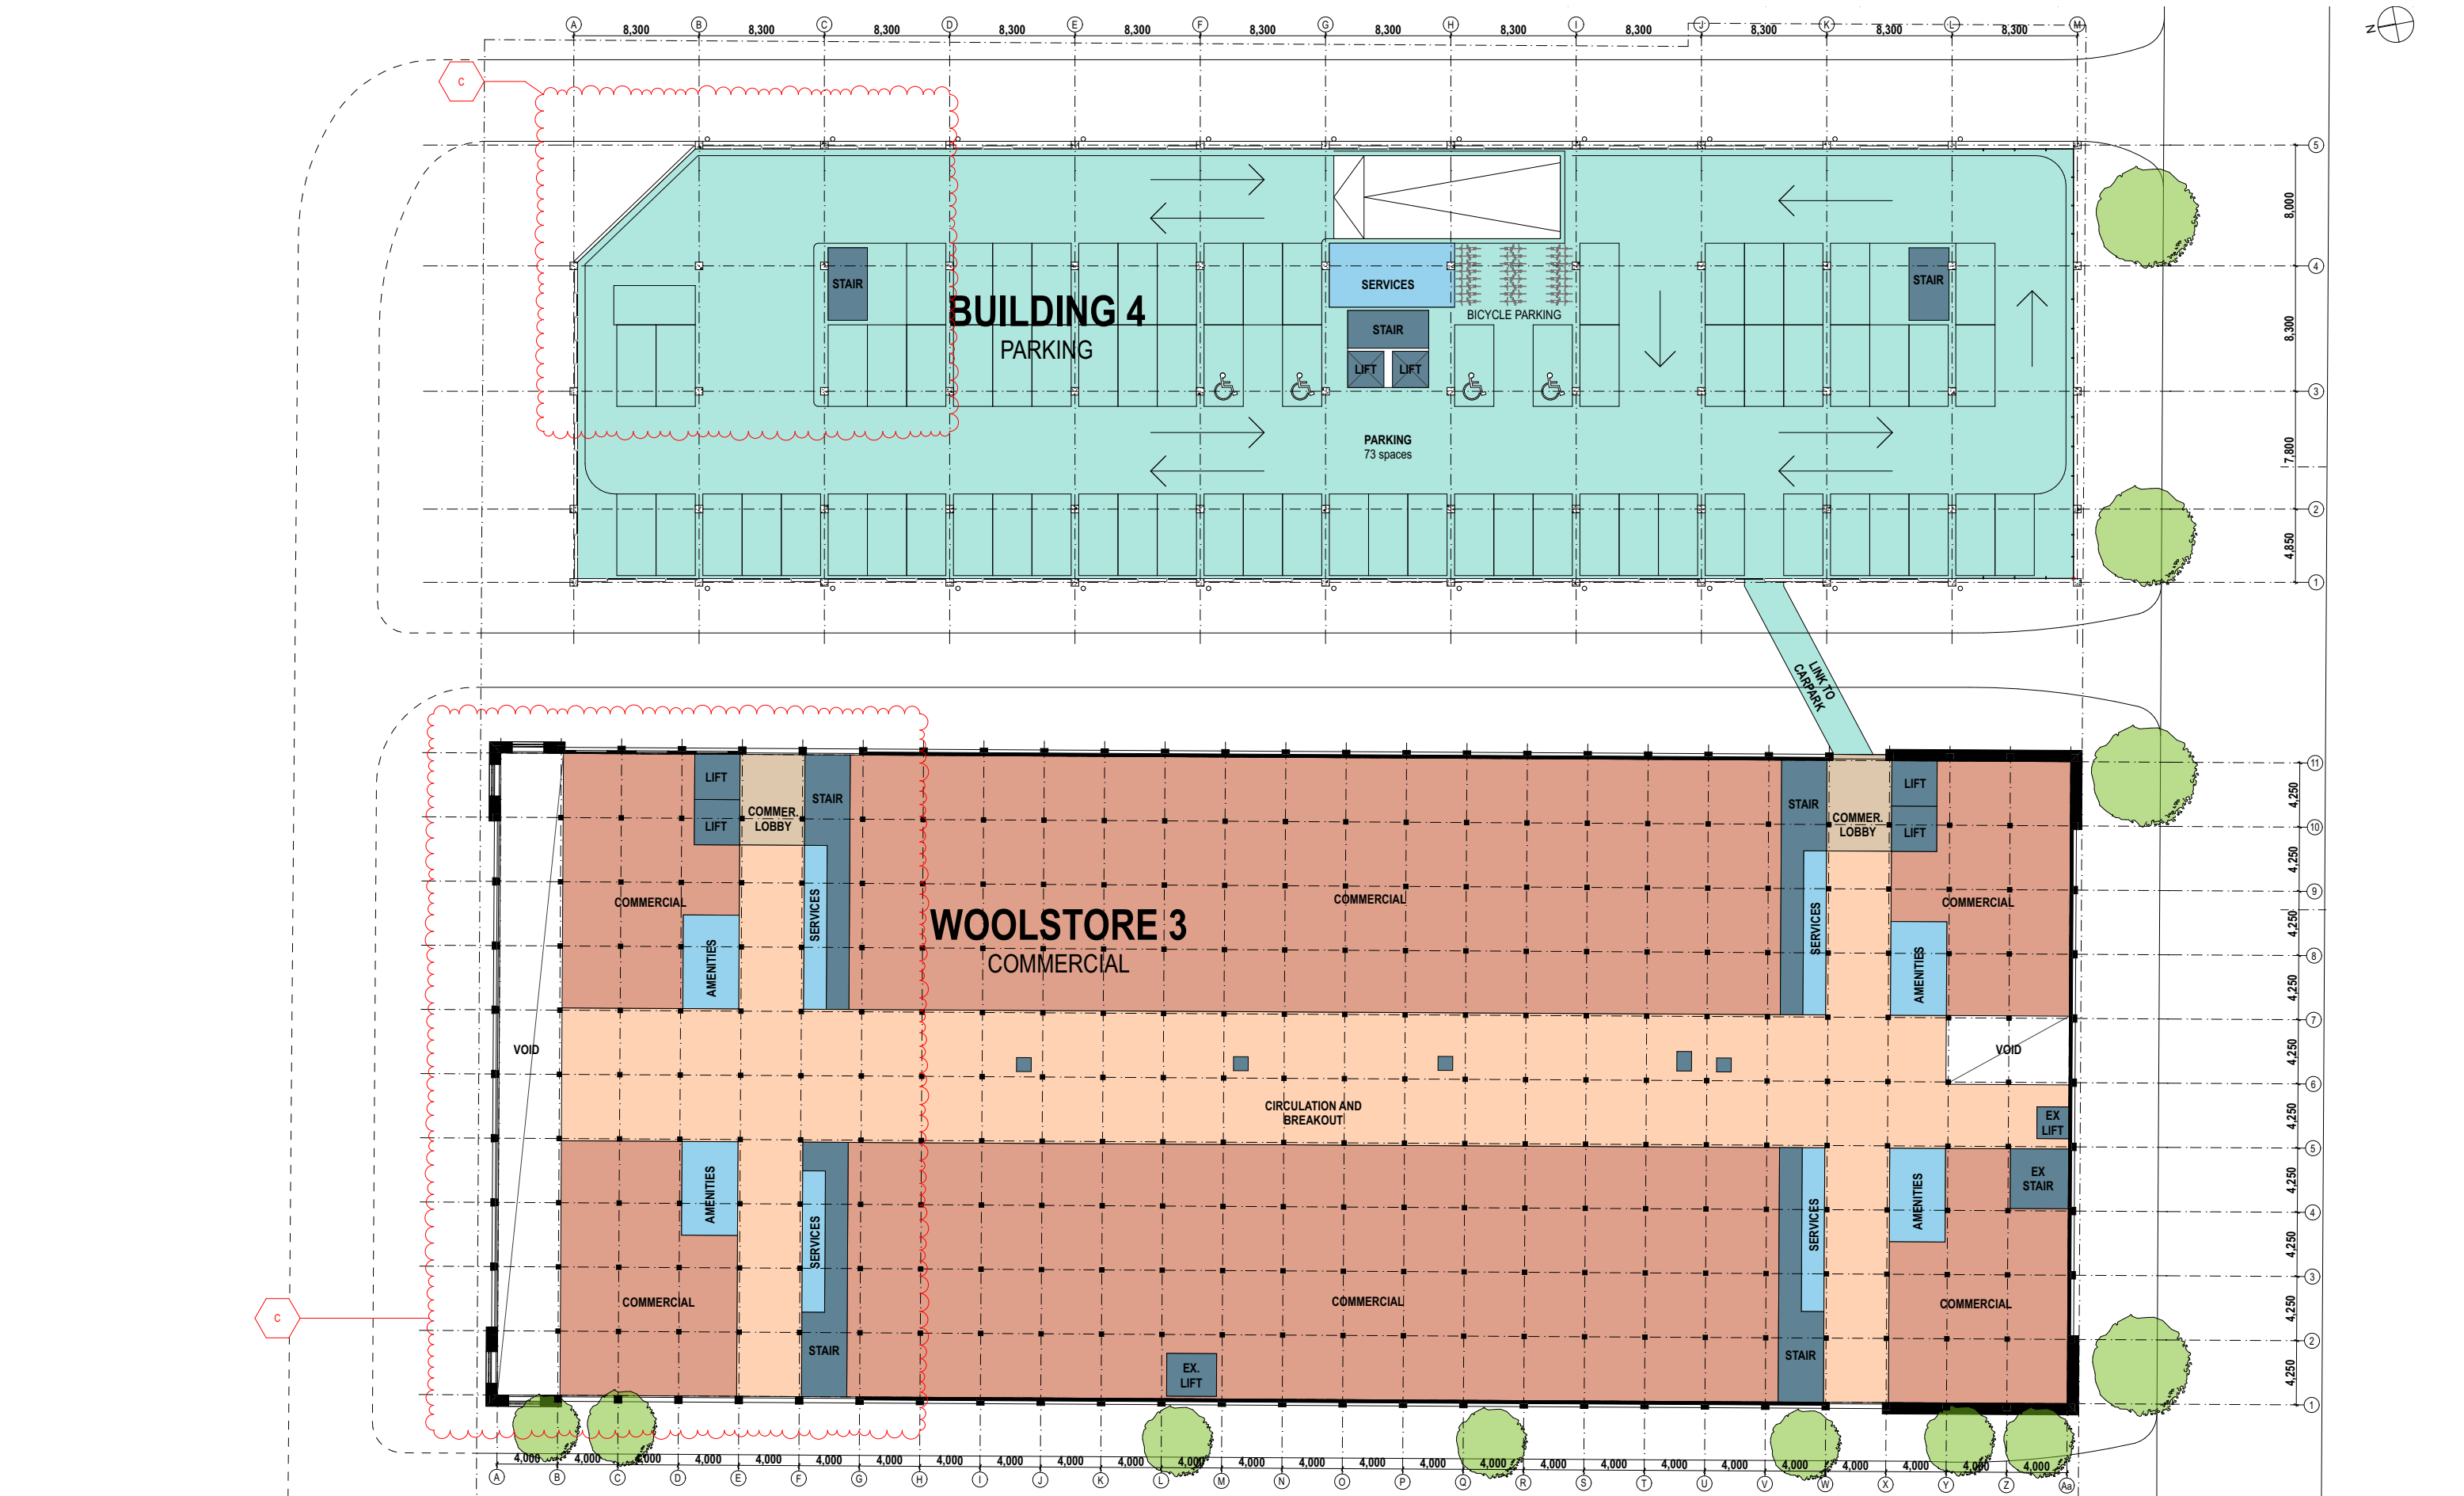 A B C D E F G H I J K L M
8,300 8,300 8,300 8,300 8,300 8,300 8,300 8,300 8,300 8,300 8,300 8,300
N
C
5
8,000
4
8,300
3
7,800
2
4,850
1
STAIR
SERVICES
STAIR
BICYCLE PARKING
STAIR
LIFT LIFT
BUILDING 4
PARKING
PARKING
73 spaces
LINK TO
CARPARK
LIFT
LIFT
COMMER.
LOBBY
STAIR
STAIR
COMMER.
LOBBY
LIFT
LIFT
COMMERCIAL
SERVICES
AMENITIES
COMMERCIAL
WOOLSTORE 3
COMMERCIAL
SERVICES
AMENITIES
COMMERCIAL
VOID
VOID
CIRCULATION AND
BREAKOUT
EX
LIFT
EX
STAIR
AMENITIES
SERVICES
COMMERCIAL
STAIR
COMMERCIAL
EX.
LIFT
SERVICES
STAIR
AMENITIES
COMMERCIAL
C
11
4,250
10
4,250
9
4,250
8
4,250
7
4,250
6
4,250
5
4,250
4
4,250
3
4,250
2
4,250
1
4,000 4,000 4,000 4,000 4,000 4,000 4,000 4,000 4,000 4,000 4,000 4,000 4,000 4,000 4,000 4,000 4,000 4,000 4,000 4,000 4,000 4,000 4,000 4,000 4,000 4,000
A B C D E F G H I J K L M N O P Q R S T U V W X Y Z Aa